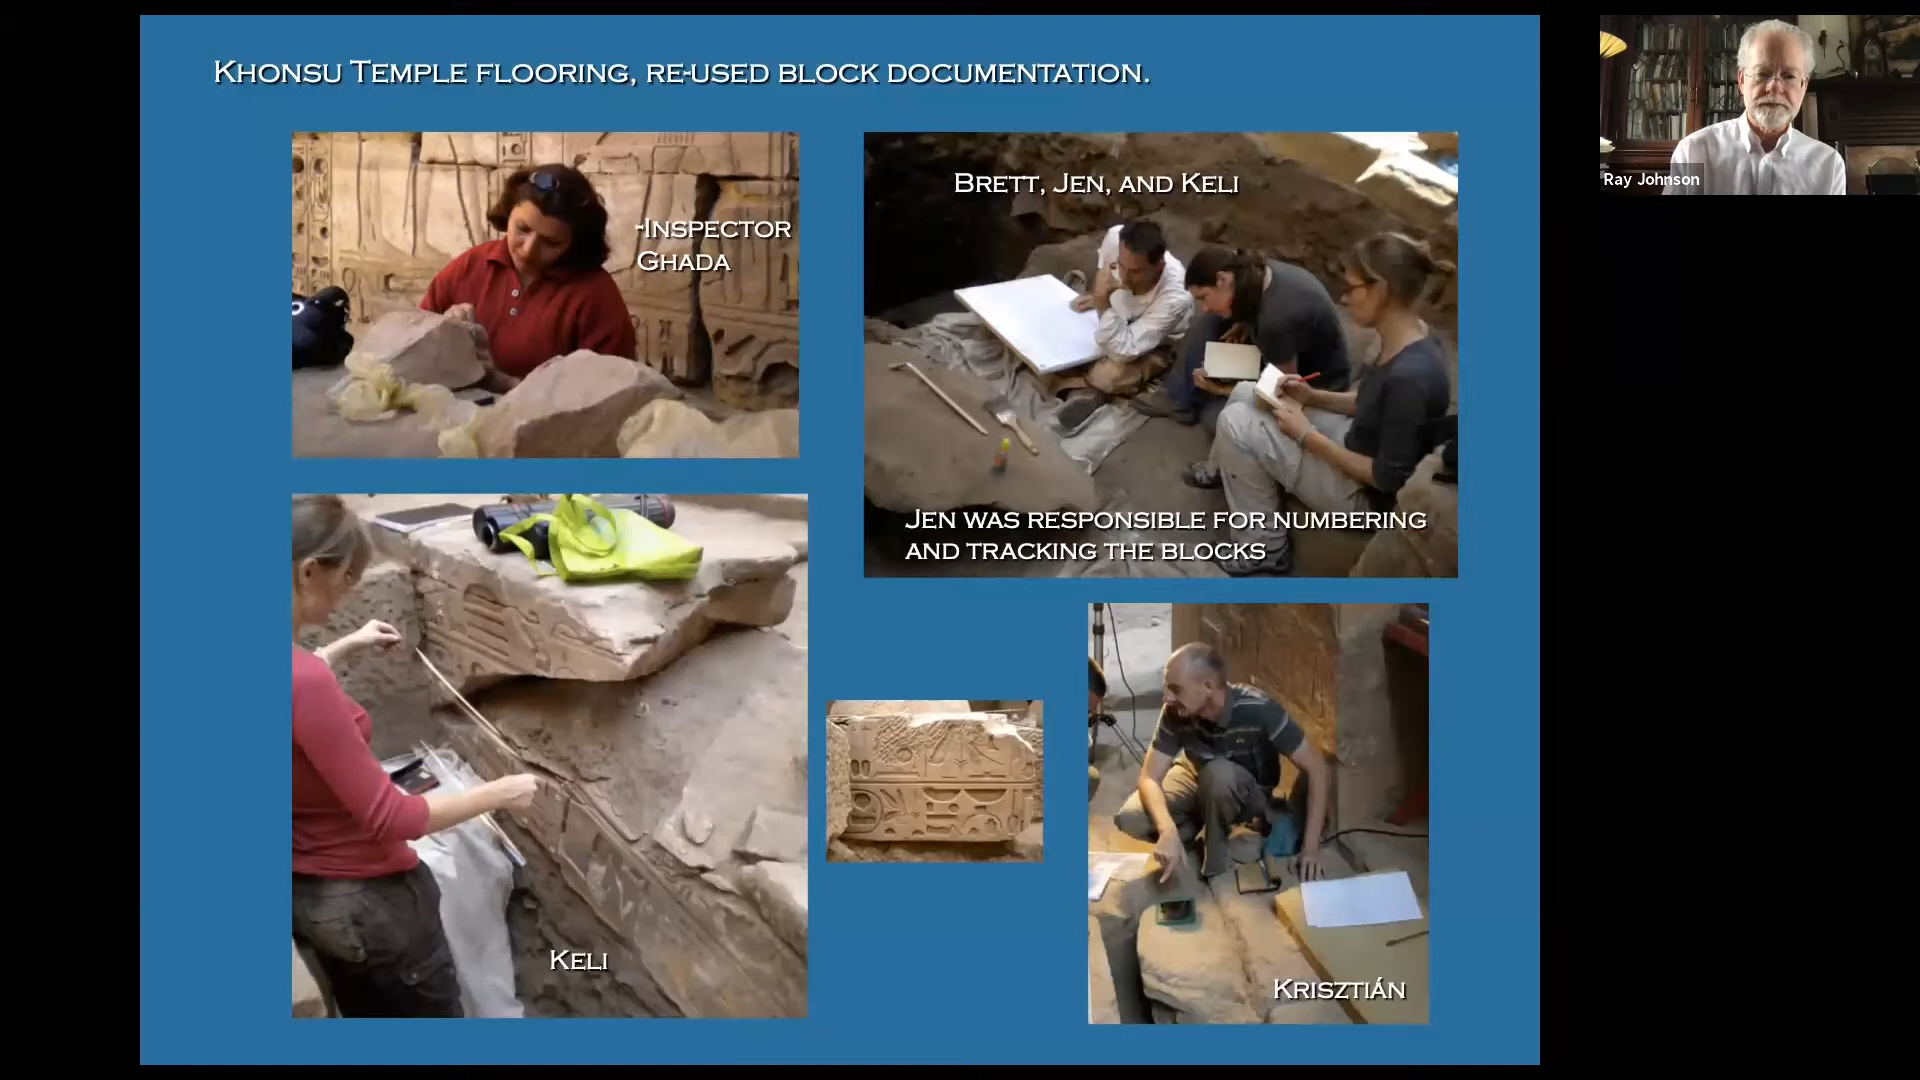 KHONSU TEMPLE FLOORING, RE-USED BLOCK DOCUMENTATION.
-INSPECTOR
GHADA
BRETT, JEN, AND KELI
JEN WAS RESPONSIBLE FOR NUMBERING
AND TRACKING THE BLOCKS
KELI
KRISZTIÁN
Ray Johnson